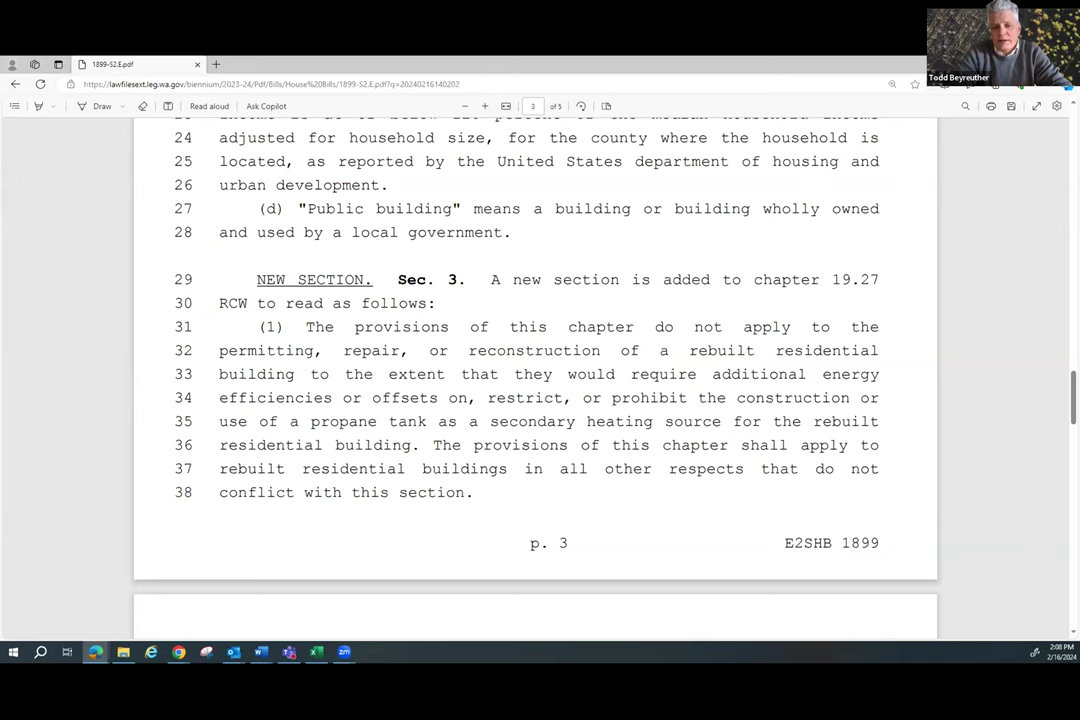 Todd Beyreuther
1899-S2.E.pdf
https://lawfilesext.leg.wa.gov/biennium/2023-24/Pdf/Bills/House%20Bills/1899-S2.E.pdf?q=20240216140202
Draw
Read aloud
Ask Copilot
3 of 5
24 adjusted for household size, for the county where the household is
25 located, as reported by the United States department of housing and
26 urban development.
27 (d) "Public building" means a building or building wholly owned
28 and used by a local government.
29 NEW SECTION. Sec. 3. A new section is added to chapter 19.27
30 RCW to read as follows:
31 (1) The provisions of this chapter do not apply to the
32 permitting, repair, or reconstruction of a rebuilt residential
33 building to the extent that they would require additional energy
34 efficiencies or offsets on, restrict, or prohibit the construction or
35 use of a propane tank as a secondary heating source for the rebuilt
36 residential building. The provisions of this chapter shall apply to
37 rebuilt residential buildings in all other respects that do not
38 conflict with this section.
p. 3 E2SHB 1899
2:08 PM
2/16/2024